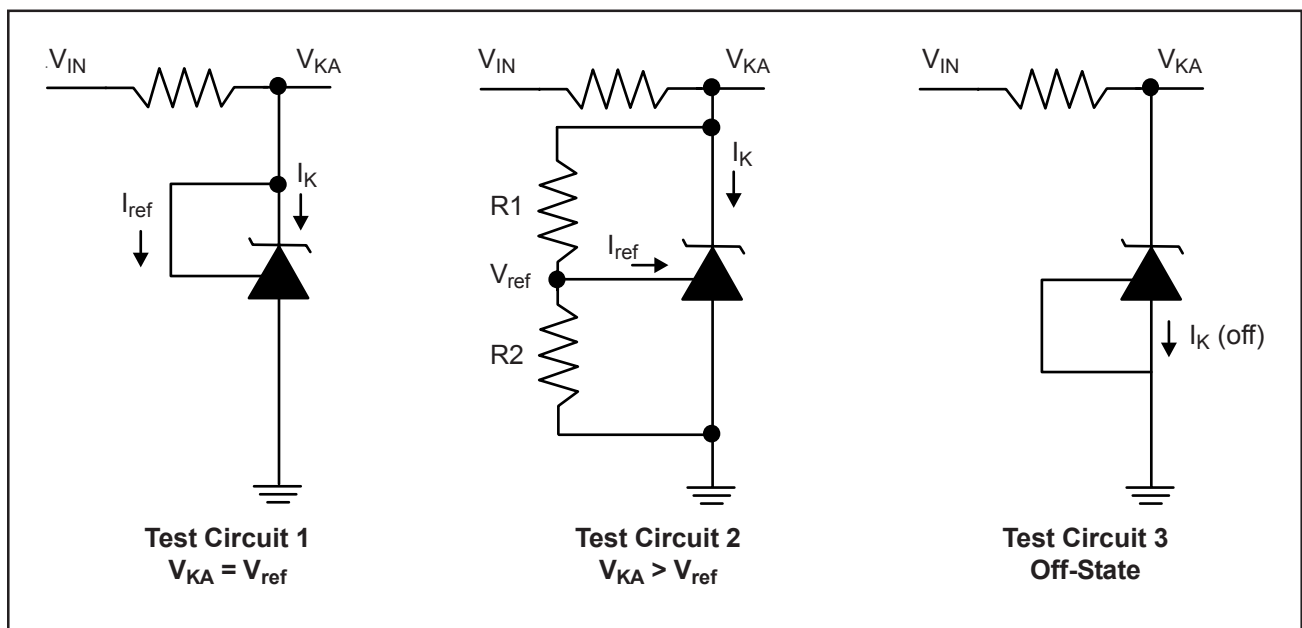 V_IN
V_KA
I_ref
I_K
Test Circuit 1
V_KA = V_ref
V_IN
V_KA
I_K
R1
I_ref
V_ref
R2
Test Circuit 2
V_KA > V_ref
V_IN
V_KA
I_K (off)
Test Circuit 3
Off-State